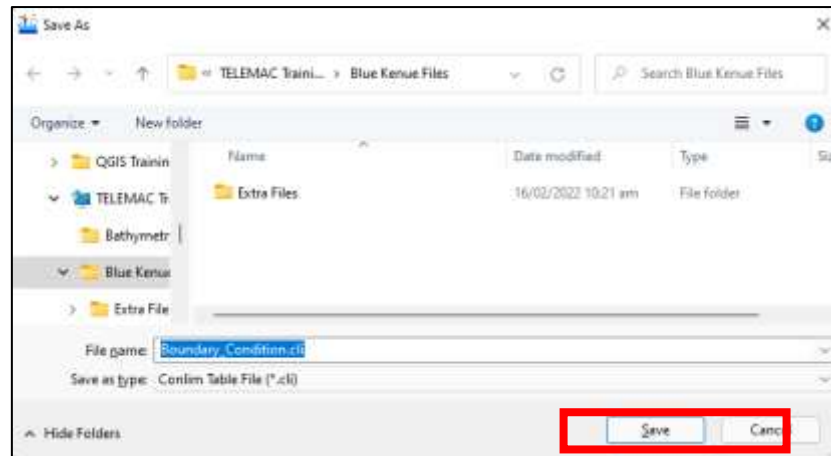 Save As
« TELEMAC Traini... › Blue Kenue Files
Search Blue Kenue Files
Organize
New folder
Name
Date modified
Type
Siz
QGIS Trainin
TELEMAC Tr
Bathymetr
Blue Kenue
Extra File
Extra Files
16/02/2022 10:21 am
File folder
File name: Boundary_Condition.cli
Save as type: Conlim Table File (*.cli)
Hide Folders
Save
Cancel